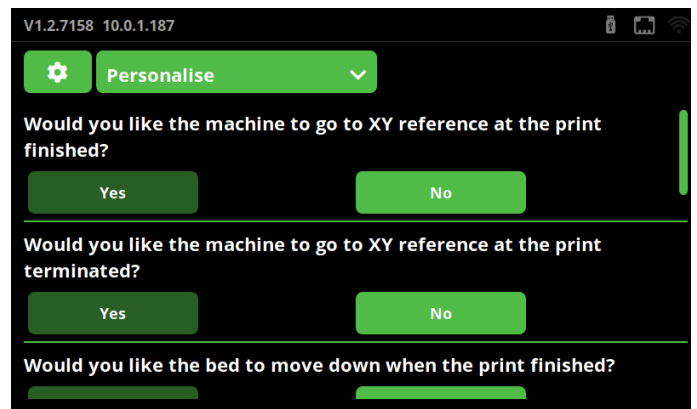 V1.2.7158 10.0.1.187
Personalise
Would you like the machine to go to XY reference at the print
finished?
Yes No
Would you like the machine to go to XY reference at the print
terminated?
Yes No
Would you like the bed to move down when the print finished?